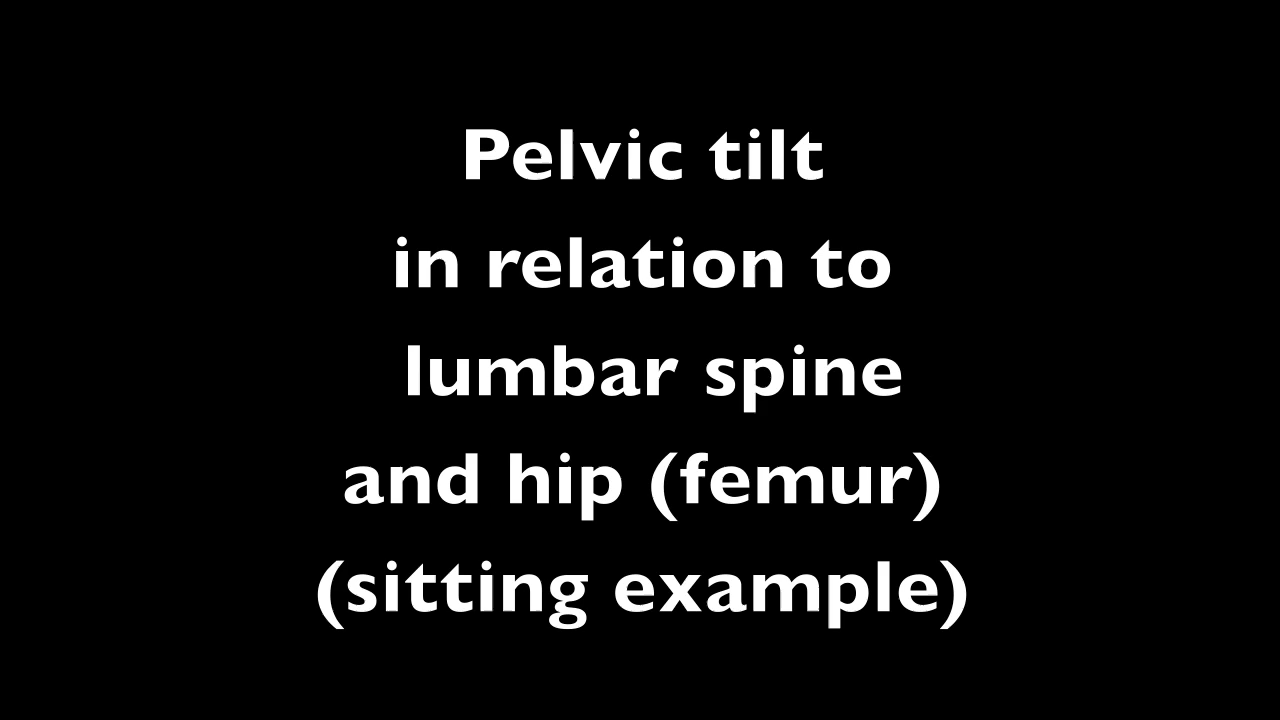 Pelvic tilt
in relation to
lumbar spine
and hip (femur)
(sitting example)